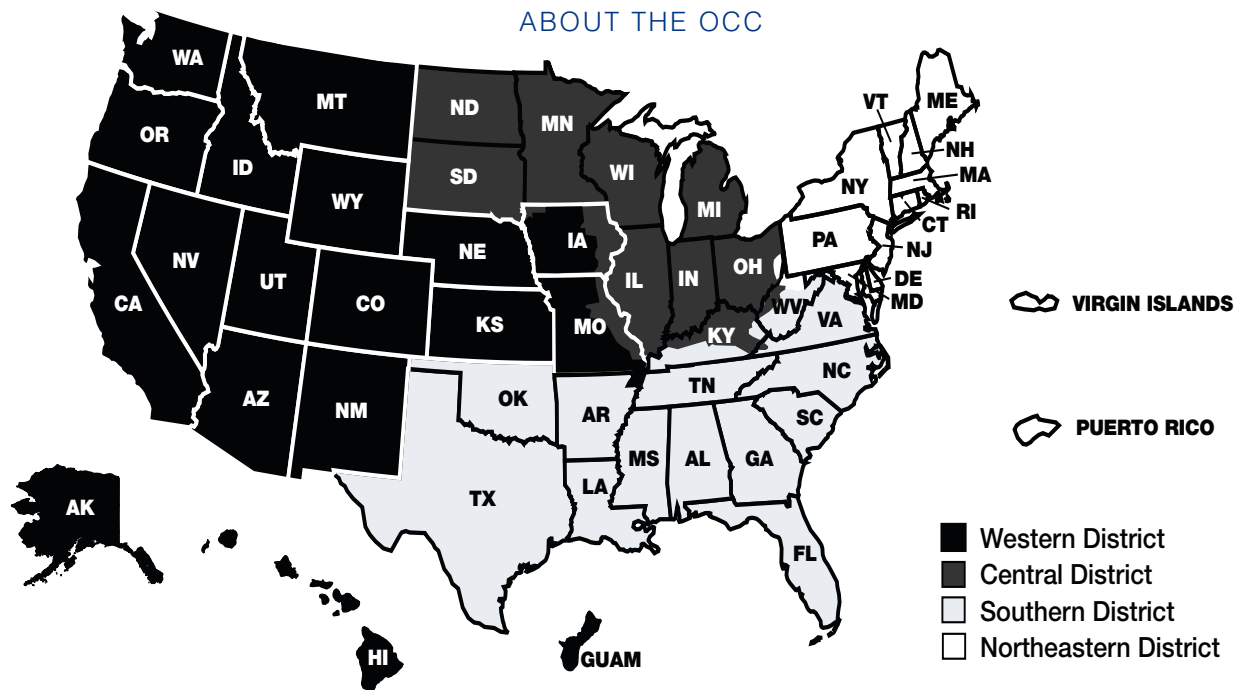 ABOUT THE OCC
WA
MT
ND
MN
VT
ME
OR
ID
SD
WI
NH
MA
WY
NY
MI
RI
CT
NV
NE
IA
PA
NJ
UT
CO
IL
IN
OH
DE
MD
CA
KS
MO
WV
VA
KY
VIRGIN ISLANDS
AZ
NM
OK
AR
TN
NC
SC
PUERTO RICO
TX
LA
MS
AL
GA
AK
FL
HI
GUAM
Western District
Central District
Southern District
Northeastern District